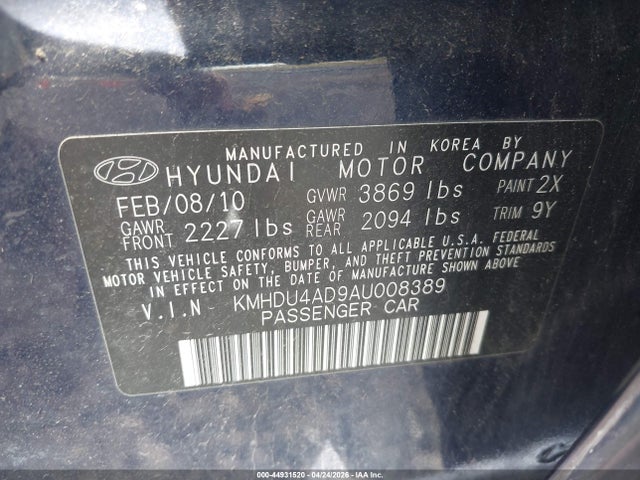 MANUFACTURED IN KOREA BY
HYUNDAI MOTOR COMPANY
FEB/08/10 GVWR 3869 lbs PAINT 2X
GAWR FRONT 2227 lbs GAWR REAR 2094 lbs TRIM 9Y
THIS VEHICLE CONFORMS TO ALL APPLICABLE U.S.A. FEDERAL
MOTOR VEHICLE SAFETY, BUMPER, AND THEFT PREVENTION STANDARDS
IN EFFECT ON THE DATE OF MANUFACTURE SHOWN ABOVE.
V.I.N KMHDU4AD9AU008389
PASSENGER CAR
000-44931520 - 04/24/2026 - IAA Inc.